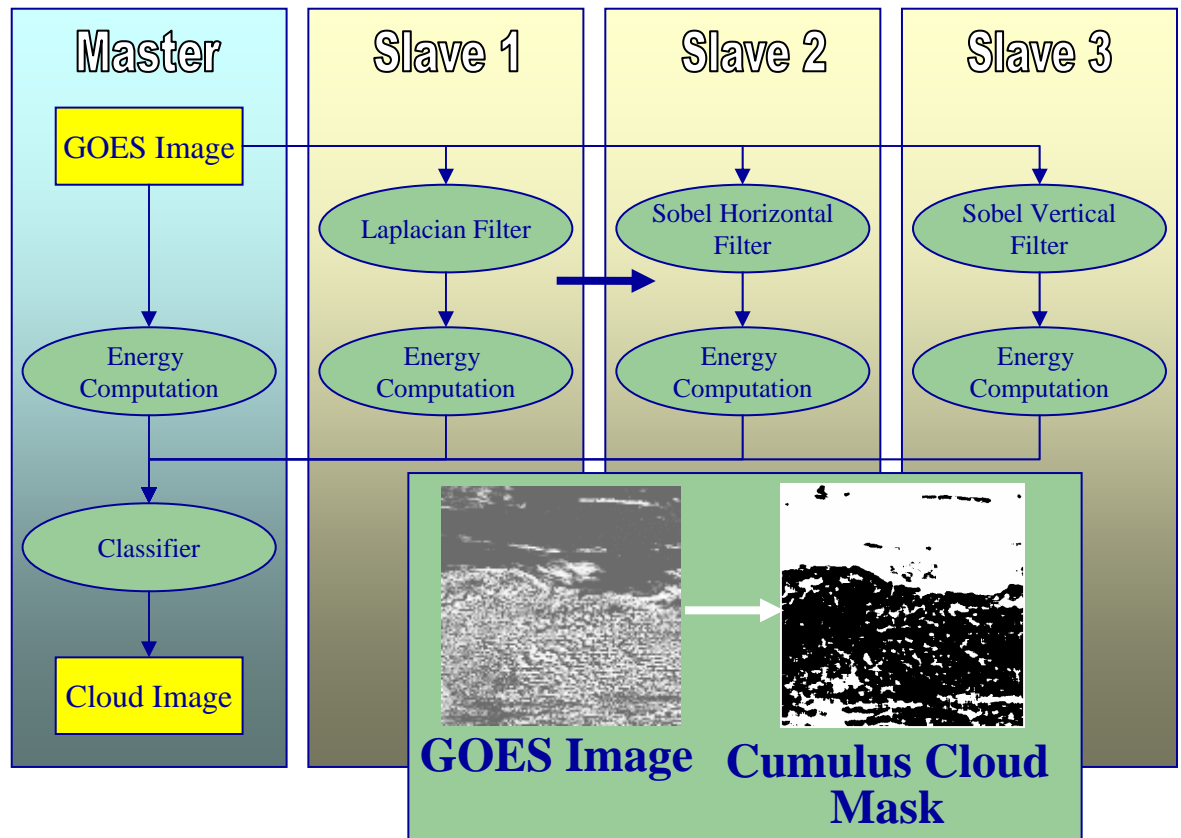 Master
Slave 1
Slave 2
Slave 3
GOES Image
Laplacian Filter
Sobel Horizontal
Filter
Sobel Vertical
Filter
Energy
Computation
Energy
Computation
Energy
Computation
Energy
Computation
Classifier
Cloud Image
GOES Image
Cumulus Cloud
Mask